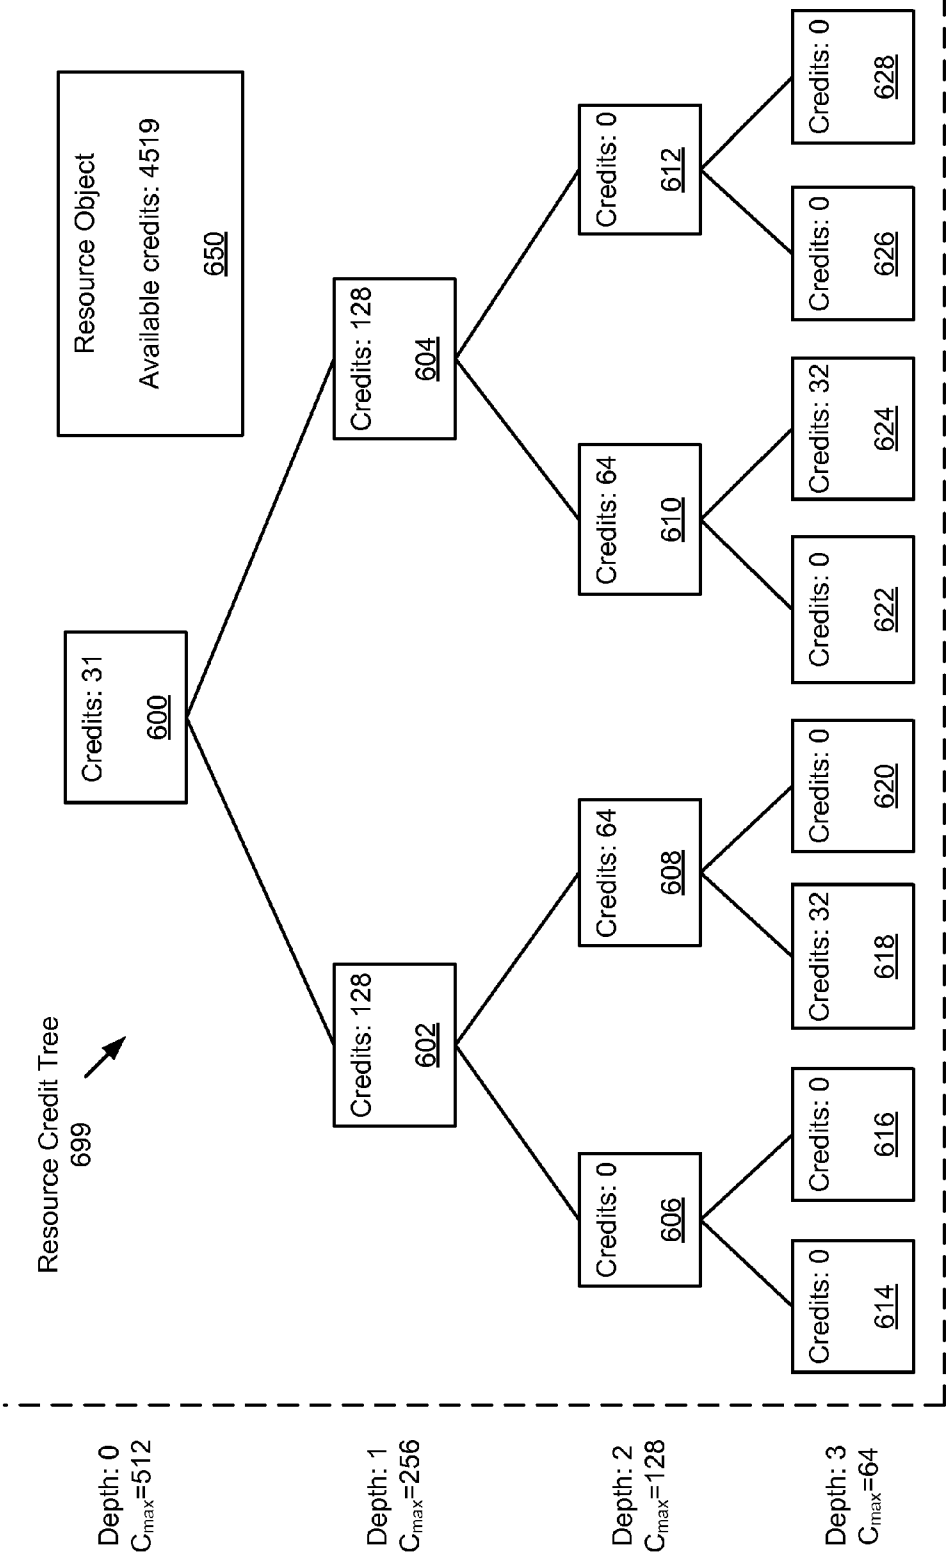 Resource Credit Tree
699
Resource Object
Available credits: 4519
650
Depth: 0
Cmax=512
Credits: 31
600
Depth: 1
Cmax=256
Credits: 128
602
Credits: 128
604
Depth: 2
Cmax=128
Credits: 0
606
Credits: 64
608
Credits: 64
610
Credits: 0
612
Depth: 3
Cmax=64
Credits: 0
614
Credits: 0
616
Credits: 32
618
Credits: 0
620
Credits: 0
622
Credits: 32
624
Credits: 0
626
Credits: 0
628